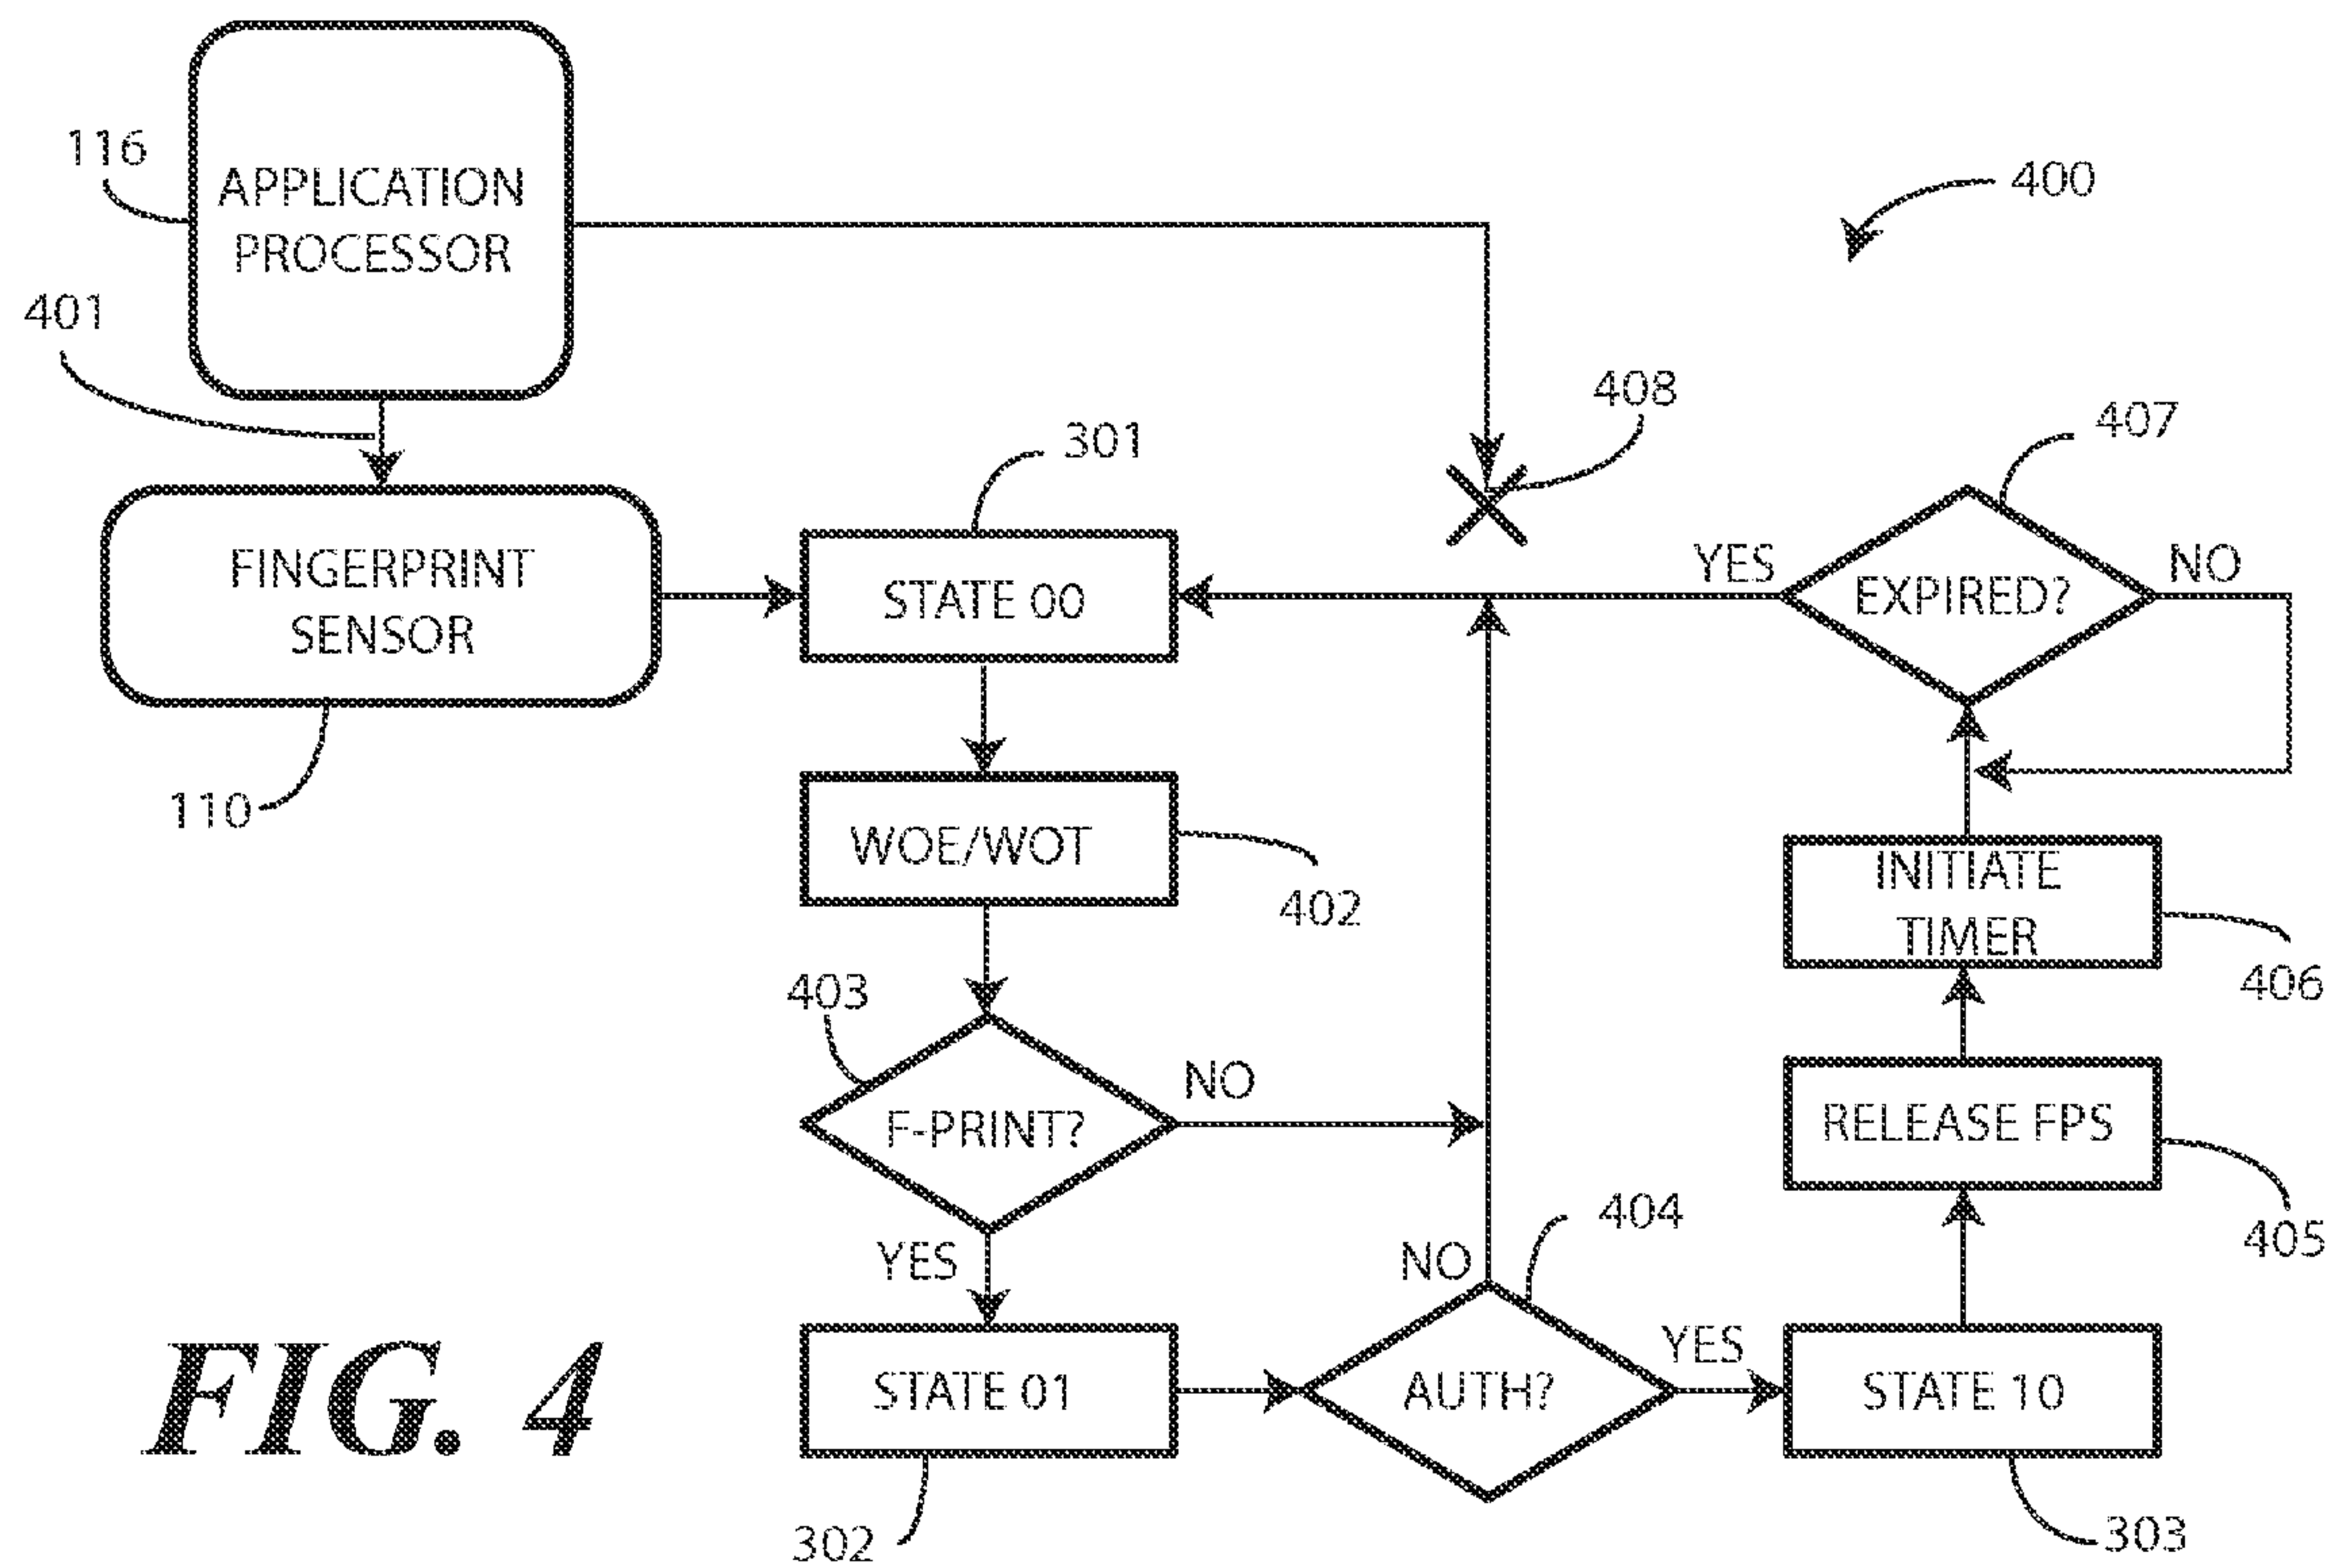 116
APPLICATION
PROCESSOR
400
401
408
407
301
FINGERPRINT
SENSOR
STATE 00
YES
EXPIRED?
NO
110
WOE/WOT
402
INITIATE
TIMER
406
403
F-PRINT?
NO
RELEASE FPS
405
YES
404
NO
STATE 01
AUTH?
YES
STATE 10
302
303
FIG. 4